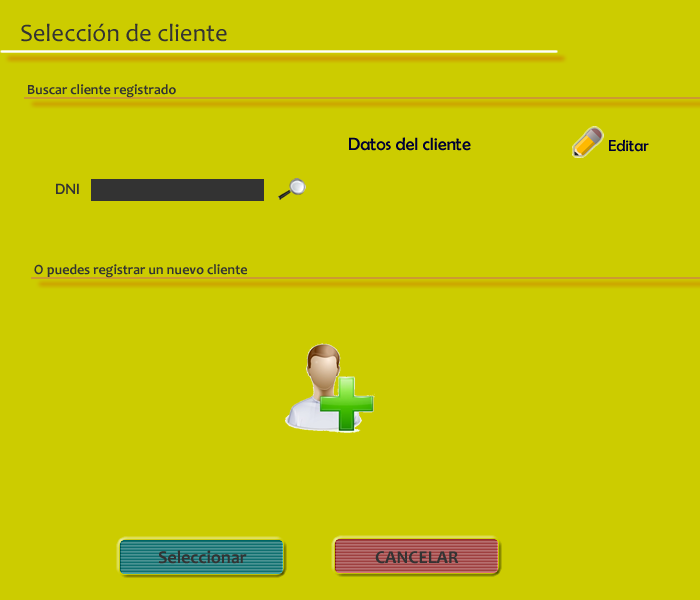 Selección de cliente
Buscar cliente registrado
Datos del cliente
Editar
DNI
O puedes registrar un nuevo cliente
Seleccionar
CANCELAR